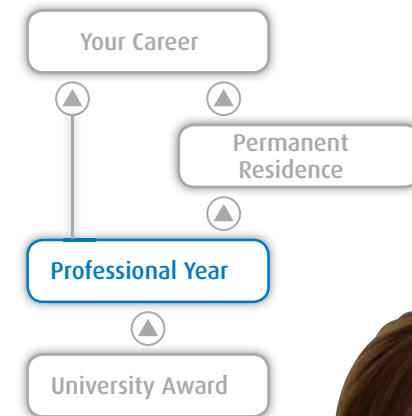 Your Career
Permanent
Residence
Professional Year
University Award